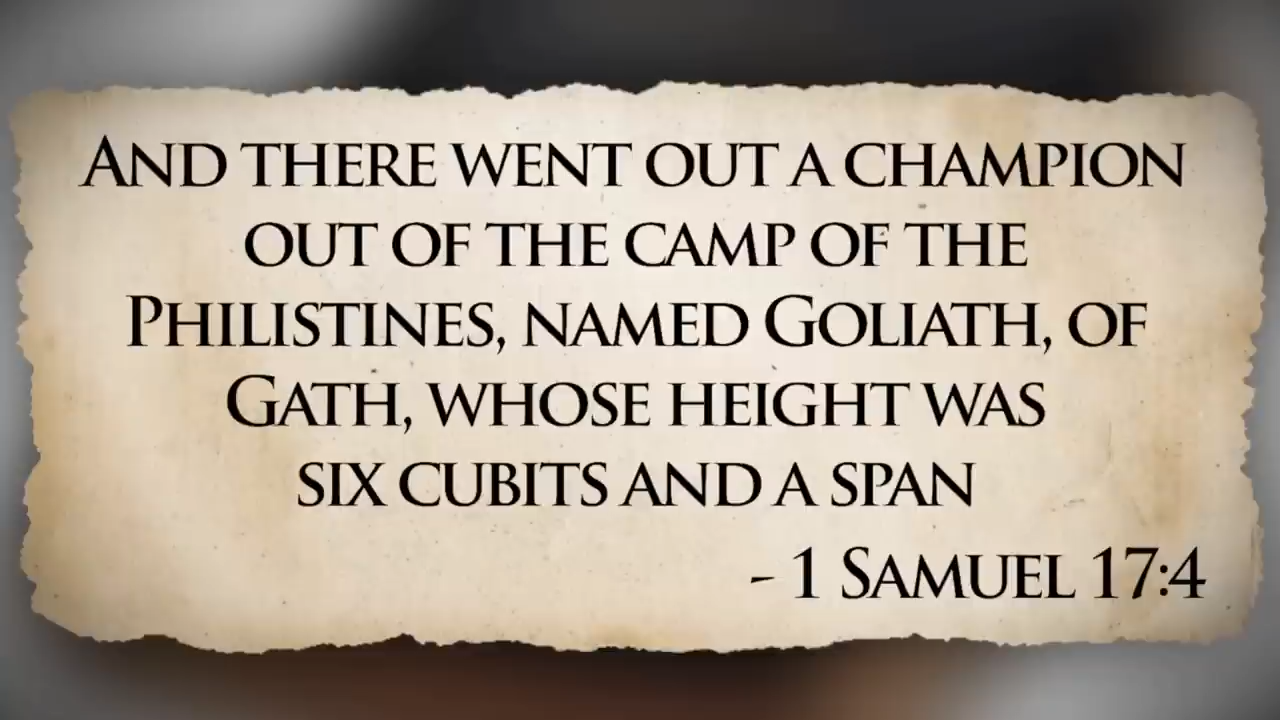 And there went out a champion
out of the camp of the
Philistines, named Goliath, of
Gath, whose height was
six cubits and a span
- 1 Samuel 17:4